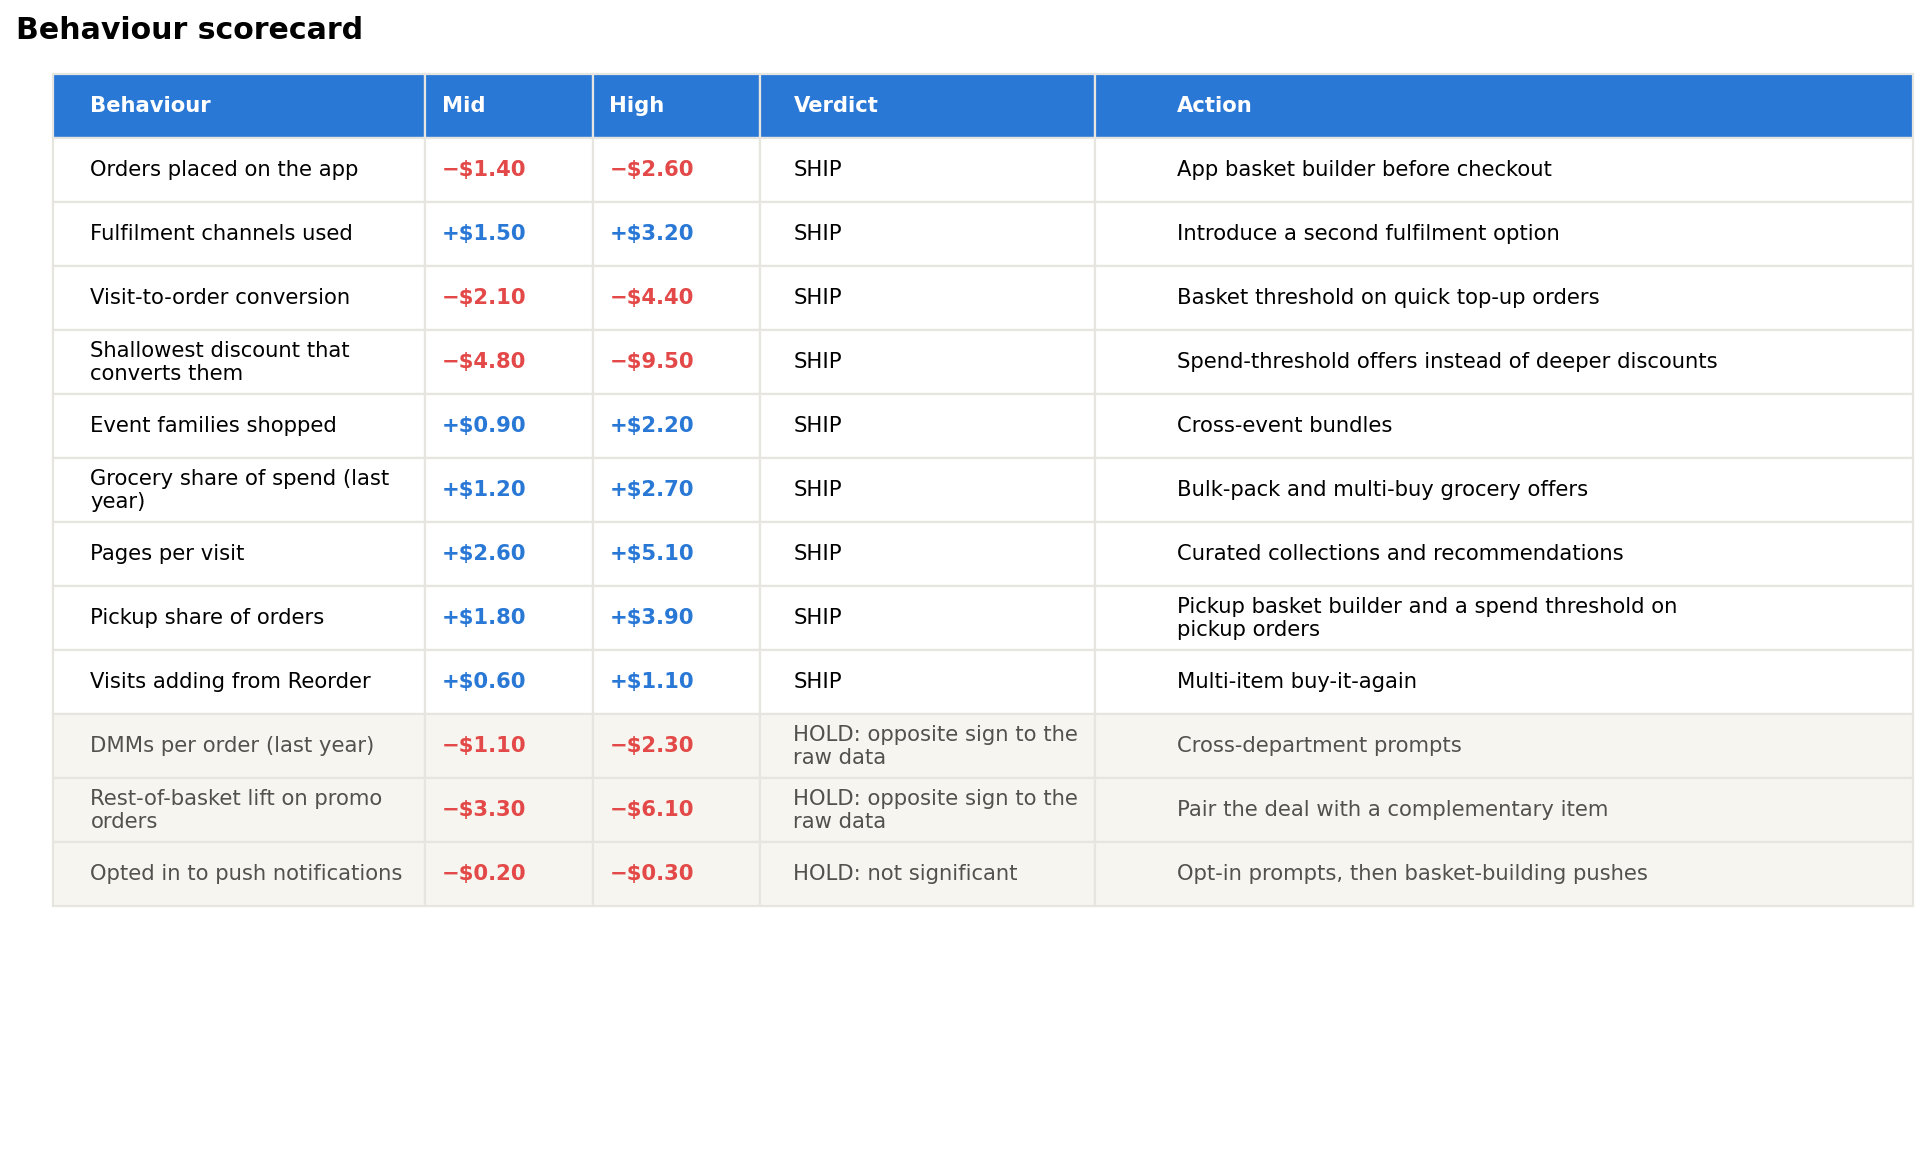 Behaviour scorecard
Behaviour Mid High Verdict Action
Orders placed on the app −$1.40 −$2.60 SHIP App basket builder before checkout
Fulfilment channels used +$1.50 +$3.20 SHIP Introduce a second fulfilment option
Visit-to-order conversion −$2.10 −$4.40 SHIP Basket threshold on quick top-up orders
Shallowest discount that
converts them −$4.80 −$9.50 SHIP Spend-threshold offers instead of deeper discounts
Event families shopped +$0.90 +$2.20 SHIP Cross-event bundles
Grocery share of spend (last
year) +$1.20 +$2.70 SHIP Bulk-pack and multi-buy grocery offers
Pages per visit +$2.60 +$5.10 SHIP Curated collections and recommendations
Pickup share of orders +$1.80 +$3.90 SHIP Pickup basket builder and a spend threshold on
pickup orders
Visits adding from Reorder +$0.60 +$1.10 SHIP Multi-item buy-it-again
DMMs per order (last year) −$1.10 −$2.30 HOLD: opposite sign to the
raw data Cross-department prompts
Rest-of-basket lift on promo
orders −$3.30 −$6.10 HOLD: opposite sign to the
raw data Pair the deal with a complementary item
Opted in to push notifications −$0.20 −$0.30 HOLD: not significant Opt-in prompts, then basket-building pushes